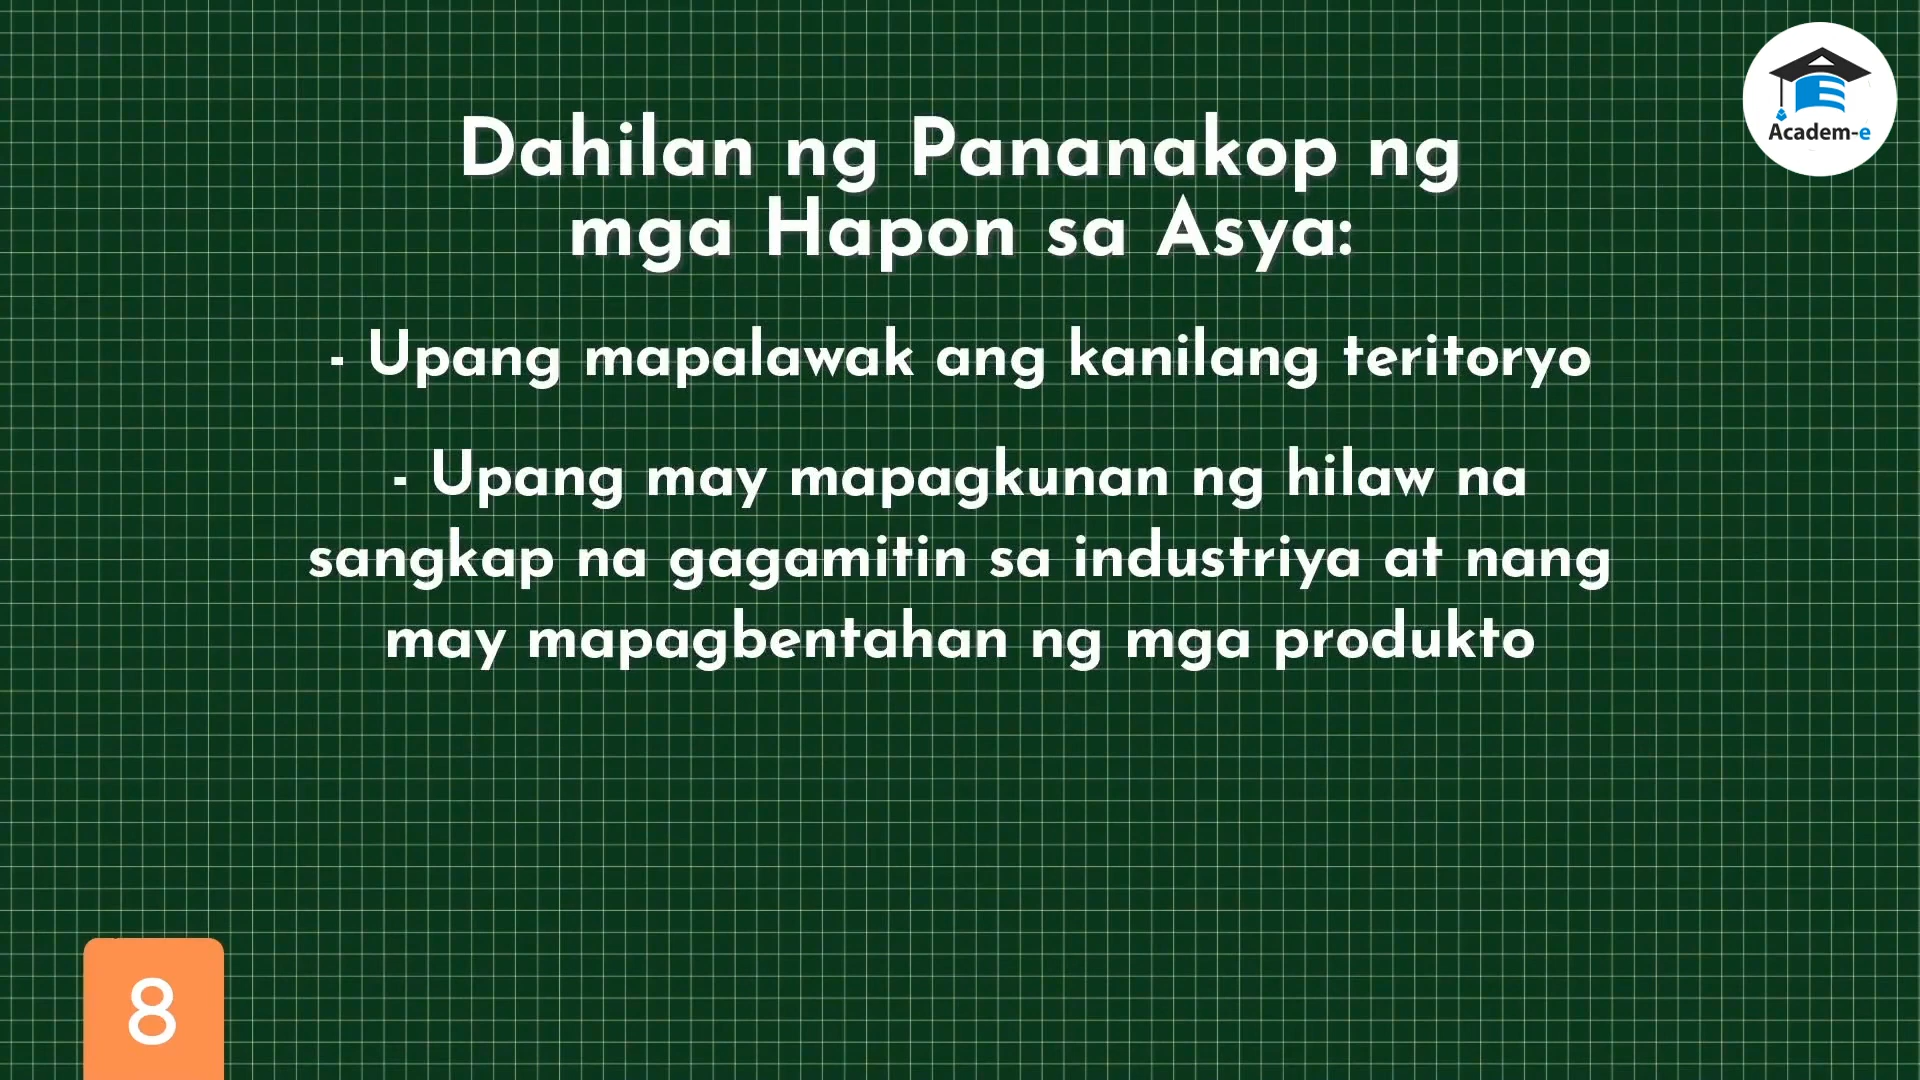 Academ-e
Dahilan ng Pananakop ng
mga Hapon sa Asya:
- Upang mapalawak ang kanilang teritoryo
- Upang may mapagkunan ng hilaw na
sangkap na gagamitin sa industriya at nang
may mapagbentahan ng mga produkto
8